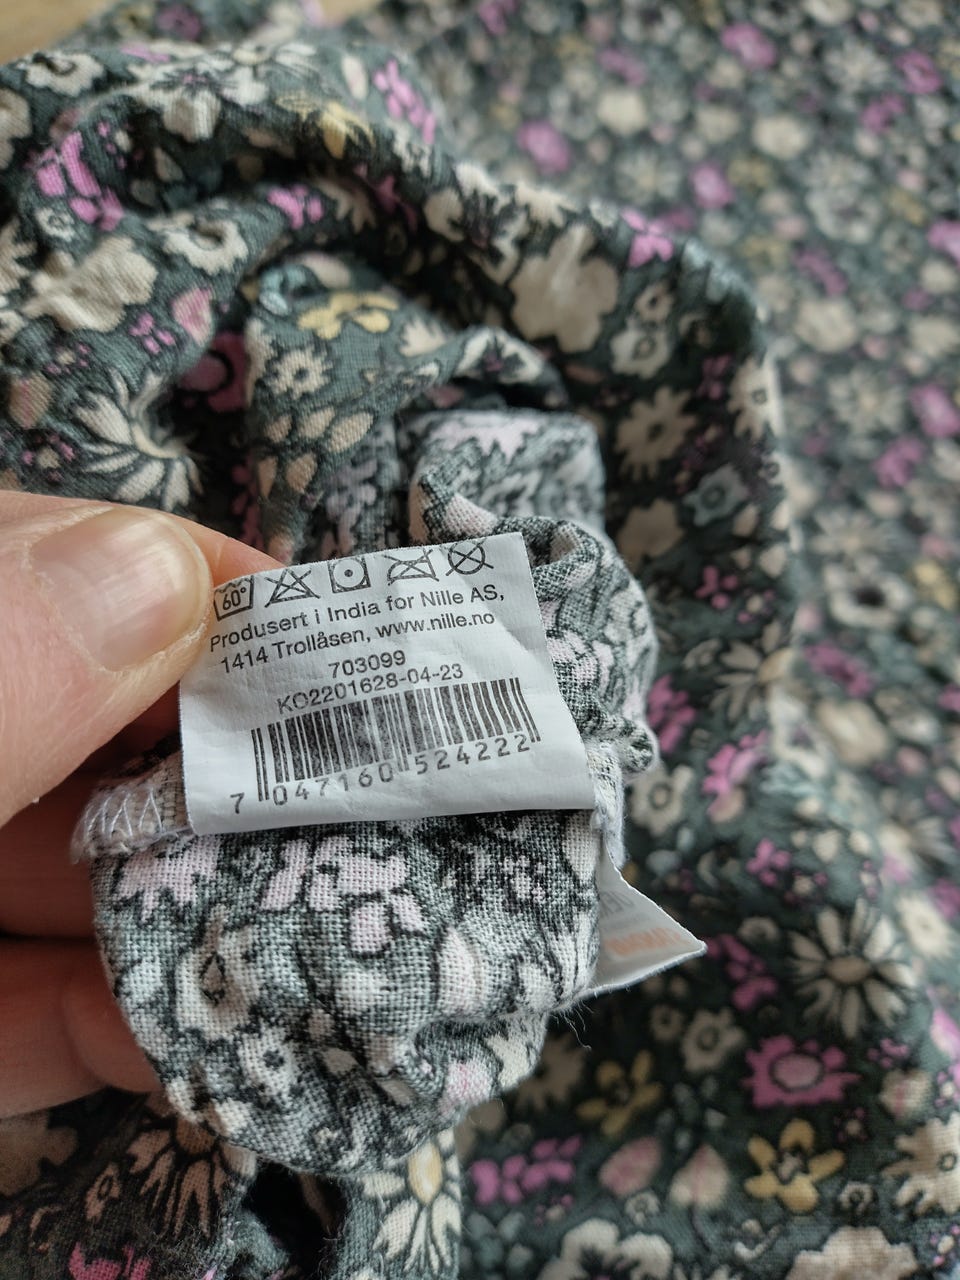 60°
Produsert i India for Nille AS,
1414 Trollåsen, www.nille.no
703099
KO2201628-04-23
7 047160 524222